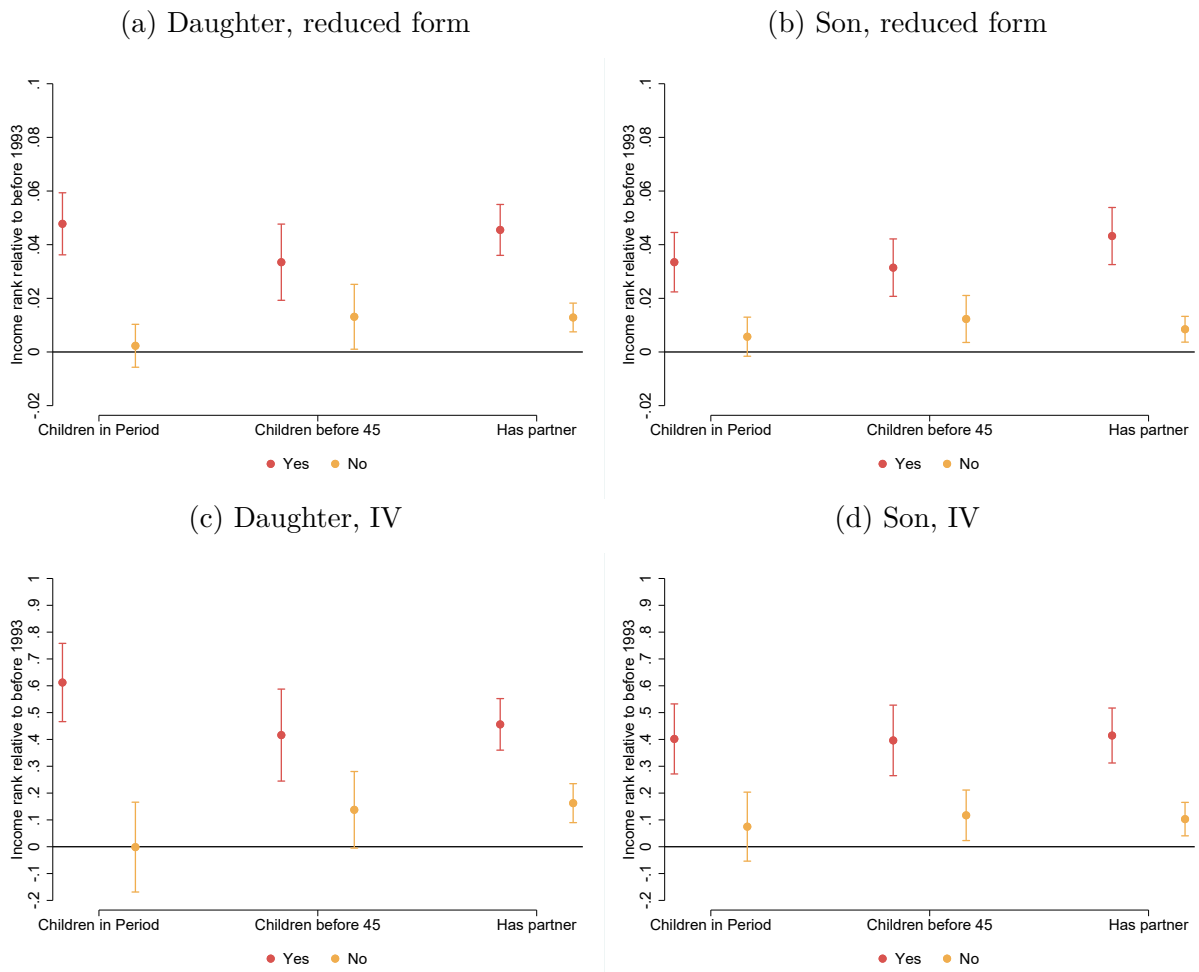 (a) Daughter, reduced form
Income rank relative to before 1993
.1
.08
.06
.04
.02
0
-.02
Children in Period Children before 45 Has partner
Yes No
(b) Son, reduced form
Income rank relative to before 1993
.1
.08
.06
.04
.02
0
-.02
Children in Period Children before 45 Has partner
Yes No
(c) Daughter, IV
Income rank relative to before 1993
1
.9
.8
.7
.6
.5
.4
.3
.2
.1
0
-.1
-.2
Children in Period Children before 45 Has partner
Yes No
(d) Son, IV
Income rank relative to before 1993
1
.9
.8
.7
.6
.5
.4
.3
.2
.1
0
-.1
-.2
Children in Period Children before 45 Has partner
Yes No